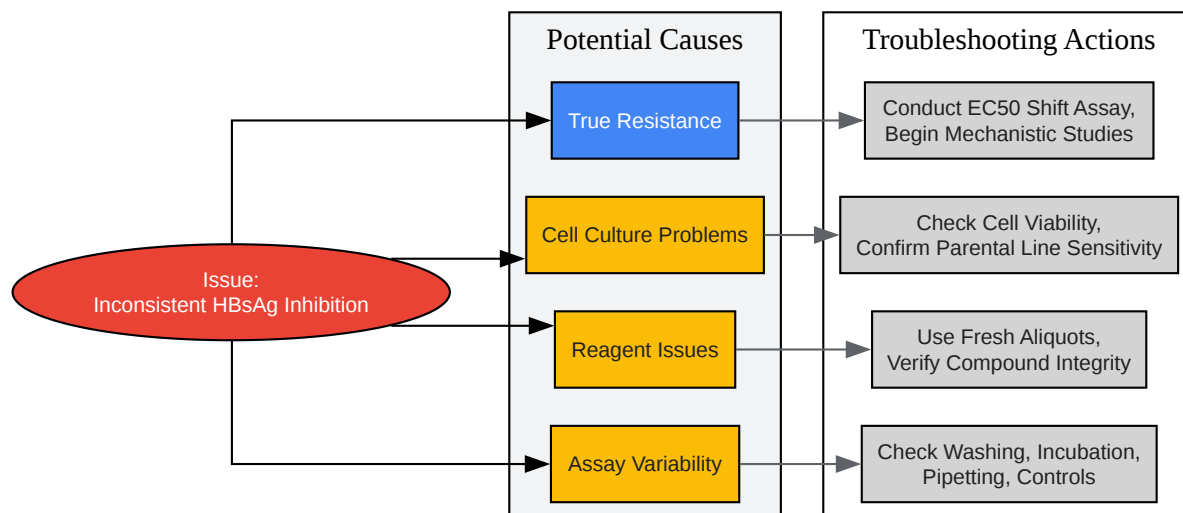 Potential Causes
Troubleshooting Actions
True Resistance
Conduct EC50 Shift Assay,
Begin Mechanistic Studies
Cell Culture Problems
Check Cell Viability,
Confirm Parental Line Sensitivity
Issue:
Inconsistent HBsAg Inhibition
Reagent Issues
Use Fresh Aliquots,
Verify Compound Integrity
Assay Variability
Check Washing, Incubation,
Pipetting, Controls